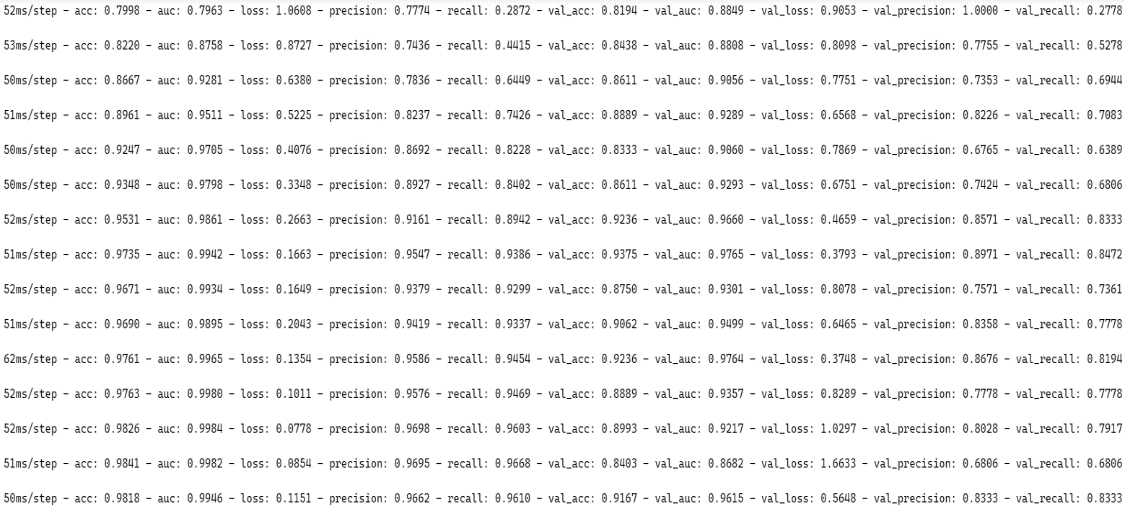 52ms/step - acc: 0.7998 - auc: 0.7963 - loss: 1.0608 - precision: 0.7774 - recall: 0.2872 - val_acc: 0.8194 - val_auc: 0.8849 - val_loss: 0.9053 - val_precision: 1.0000 - val_recall: 0.2778
53ms/step - acc: 0.8220 - auc: 0.8758 - loss: 0.8727 - precision: 0.7436 - recall: 0.4415 - val_acc: 0.8438 - val_auc: 0.8808 - val_loss: 0.8098 - val_precision: 0.7755 - val_recall: 0.5278
50ms/step - acc: 0.8667 - auc: 0.9281 - loss: 0.6380 - precision: 0.7836 - recall: 0.6449 - val_acc: 0.8611 - val_auc: 0.9056 - val_loss: 0.7751 - val_precision: 0.7353 - val_recall: 0.6944
51ms/step - acc: 0.8961 - auc: 0.9511 - loss: 0.5225 - precision: 0.8237 - recall: 0.7426 - val_acc: 0.8889 - val_auc: 0.9289 - val_loss: 0.6568 - val_precision: 0.8226 - val_recall: 0.7083
50ms/step - acc: 0.9247 - auc: 0.9705 - loss: 0.4076 - precision: 0.8692 - recall: 0.8228 - val_acc: 0.8333 - val_auc: 0.9060 - val_loss: 0.7869 - val_precision: 0.6765 - val_recall: 0.6389
50ms/step - acc: 0.9348 - auc: 0.9798 - loss: 0.3348 - precision: 0.8927 - recall: 0.8402 - val_acc: 0.8611 - val_auc: 0.9293 - val_loss: 0.6751 - val_precision: 0.7424 - val_recall: 0.6806
52ms/step - acc: 0.9531 - auc: 0.9861 - loss: 0.2663 - precision: 0.9161 - recall: 0.8942 - val_acc: 0.9236 - val_auc: 0.9660 - val_loss: 0.4659 - val_precision: 0.8571 - val_recall: 0.8333
51ms/step - acc: 0.9735 - auc: 0.9942 - loss: 0.1663 - precision: 0.9547 - recall: 0.9386 - val_acc: 0.9375 - val_auc: 0.9765 - val_loss: 0.3793 - val_precision: 0.8971 - val_recall: 0.8472
52ms/step - acc: 0.9671 - auc: 0.9934 - loss: 0.1649 - precision: 0.9379 - recall: 0.9299 - val_acc: 0.8750 - val_auc: 0.9301 - val_loss: 0.8078 - val_precision: 0.7571 - val_recall: 0.7361
51ms/step - acc: 0.9690 - auc: 0.9895 - loss: 0.2043 - precision: 0.9419 - recall: 0.9337 - val_acc: 0.9062 - val_auc: 0.9499 - val_loss: 0.6465 - val_precision: 0.8358 - val_recall: 0.7778
62ms/step - acc: 0.9761 - auc: 0.9965 - loss: 0.1354 - precision: 0.9586 - recall: 0.9454 - val_acc: 0.9236 - val_auc: 0.9764 - val_loss: 0.3748 - val_precision: 0.8676 - val_recall: 0.8194
52ms/step - acc: 0.9763 - auc: 0.9980 - loss: 0.1011 - precision: 0.9576 - recall: 0.9469 - val_acc: 0.8889 - val_auc: 0.9357 - val_loss: 0.8289 - val_precision: 0.7778 - val_recall: 0.7778
52ms/step - acc: 0.9826 - auc: 0.9984 - loss: 0.0778 - precision: 0.9698 - recall: 0.9603 - val_acc: 0.8993 - val_auc: 0.9217 - val_loss: 1.0297 - val_precision: 0.8028 - val_recall: 0.7917
51ms/step - acc: 0.9841 - auc: 0.9982 - loss: 0.0854 - precision: 0.9695 - recall: 0.9668 - val_acc: 0.8403 - val_auc: 0.8682 - val_loss: 1.6633 - val_precision: 0.6806 - val_recall: 0.6806
50ms/step - acc: 0.9818 - auc: 0.9946 - loss: 0.1151 - precision: 0.9662 - recall: 0.9610 - val_acc: 0.9167 - val_auc: 0.9615 - val_loss: 0.5648 - val_precision: 0.8333 - val_recall: 0.8333